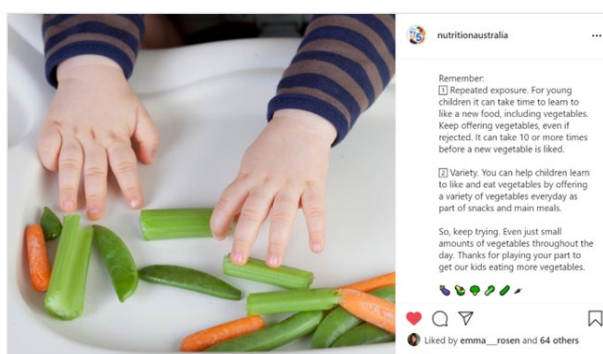 nutritionaustralia
Remember:
1 Repeated exposure. For young
children it can take time to learn to
like a new food, including vegetables.
Keep offering vegetables, even if
rejected. It can take 10 or more times
before a new vegetable is liked.
2 Variety. You can help children learn
to like and eat vegetables by offering
a variety of vegetables everyday as
part of snacks and main meals.
So, keep trying. Even just small
amounts of vegetables throughout the
day. Thanks for playing your part to
get our kids eating more vegetables.
Liked by emma__rosen and 64 others